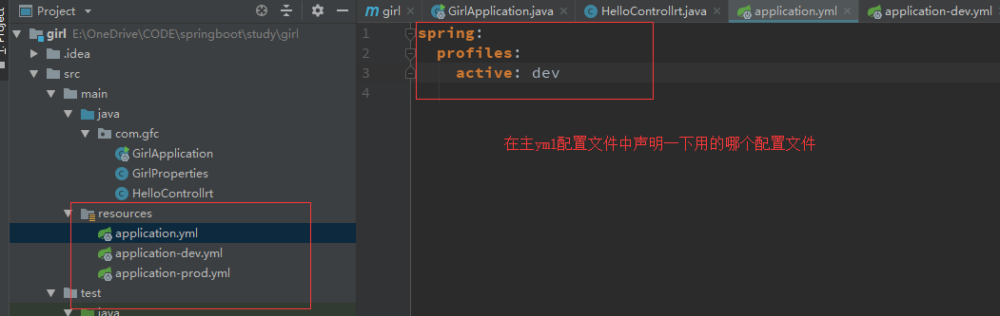 1: Project
Project
girl
GirlApplication.java
HelloControllrt.java
application.yml
application-dev.yml
girl E:\OneDrive\CODE\springboot\study\girl
.idea
src
main
java
com.gfc
GirlApplication
GirlProperties
HelloControllrt
resources
application.yml
application-dev.yml
application-prod.yml
test
java
1 spring:
2 profiles:
3 active: dev
4
在主yml配置文件中声明一下用的哪个配置文件